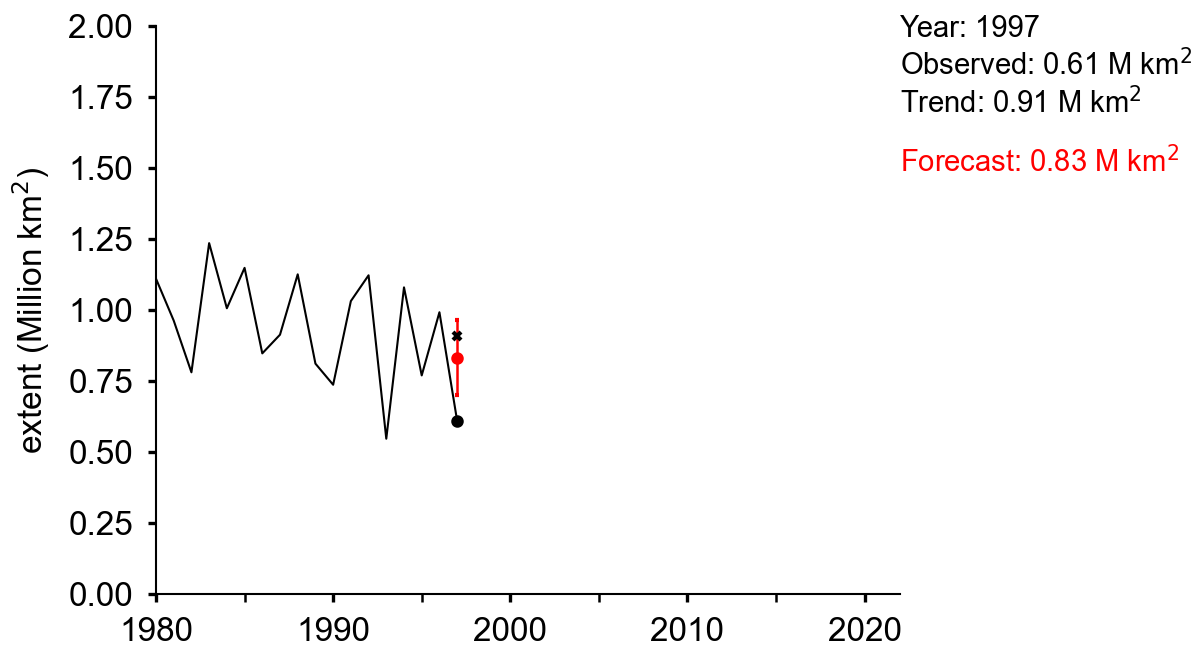 2.00
1.75
1.50
1.25
1.00
0.75
0.50
0.25
0.00
extent (Million km²)
1980 1990 2000 2010 2020
Year: 1997
Observed: 0.61 M km²
Trend: 0.91 M km²
Forecast: 0.83 M km²